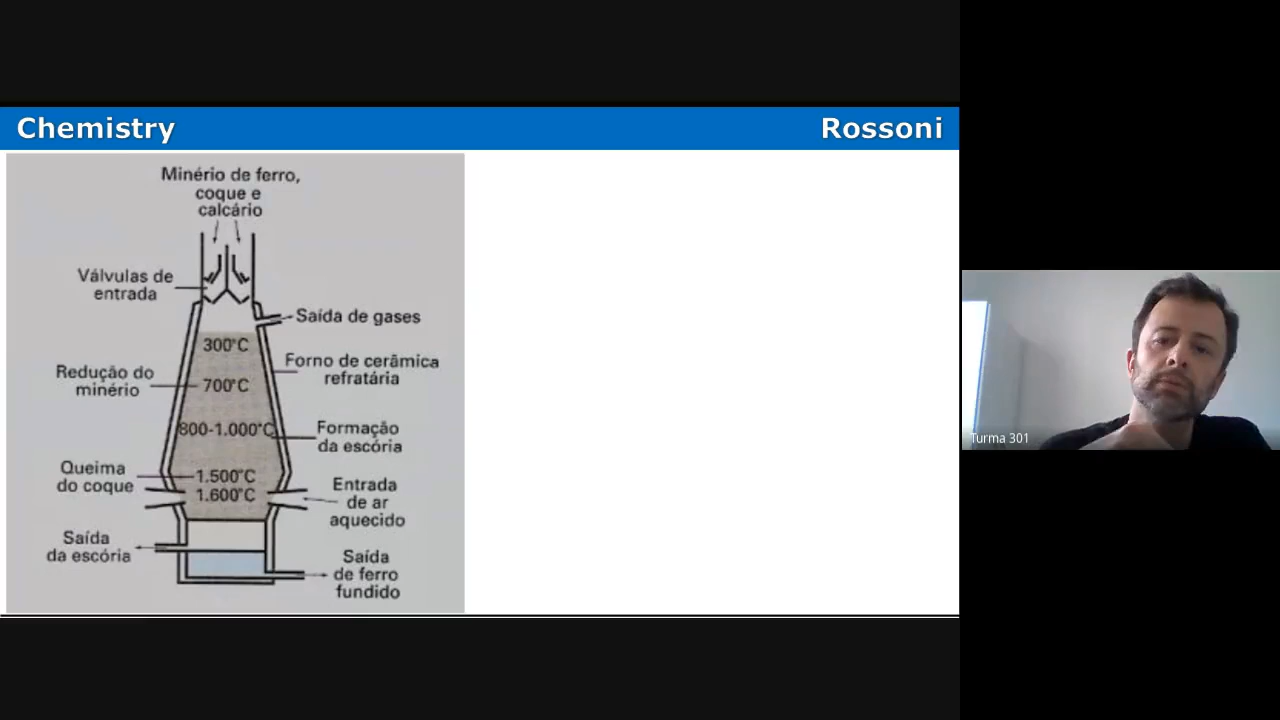 Chemistry
Rossoni
Minério de ferro,
coque e
calcário
Válvulas de
entrada
Saída de gases
300°C
Forno de cerâmica
refratária
Redução do
minério
700°C
800-1.000°C
Formação
da escória
Queima
do coque
1.500°C
1.600°C
Entrada
de ar
aquecido
Saída
da escória
Saída
de ferro
fundido
Turma 301